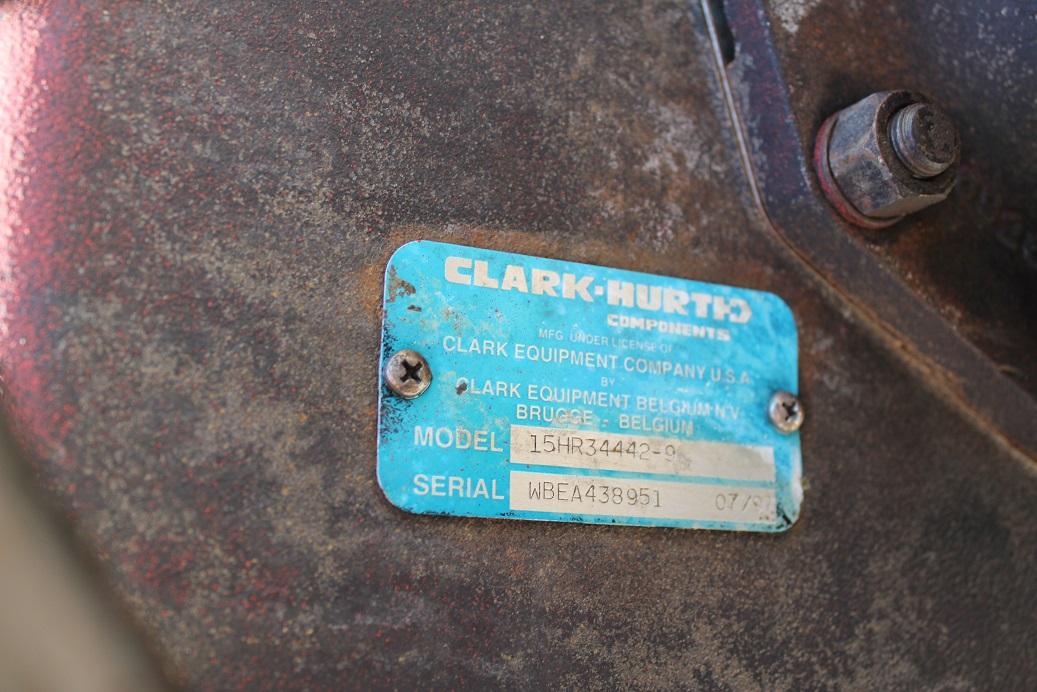 CLARK-HURTH
COMPONENTS
MFG. UNDER LICENSE OF
CLARK EQUIPMENT COMPANY U.S.A.
BY
CLARK EQUIPMENT BELGIUM N.V.
BRUGGE - BELGIUM
MODEL 15HR34442-9
SERIAL WBEA438951